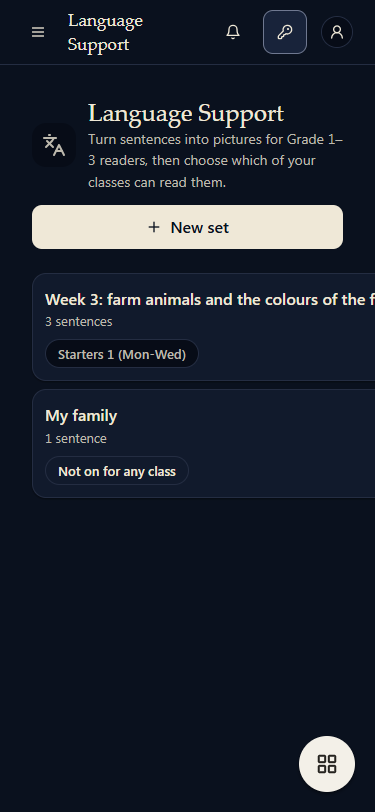 Language
Support
Language Support
Turn sentences into pictures for Grade 1–
3 readers, then choose which of your
classes can read them.
+ New set
Week 3: farm animals and the colours of the f
3 sentences
Starters 1 (Mon-Wed)
My family
1 sentence
Not on for any class